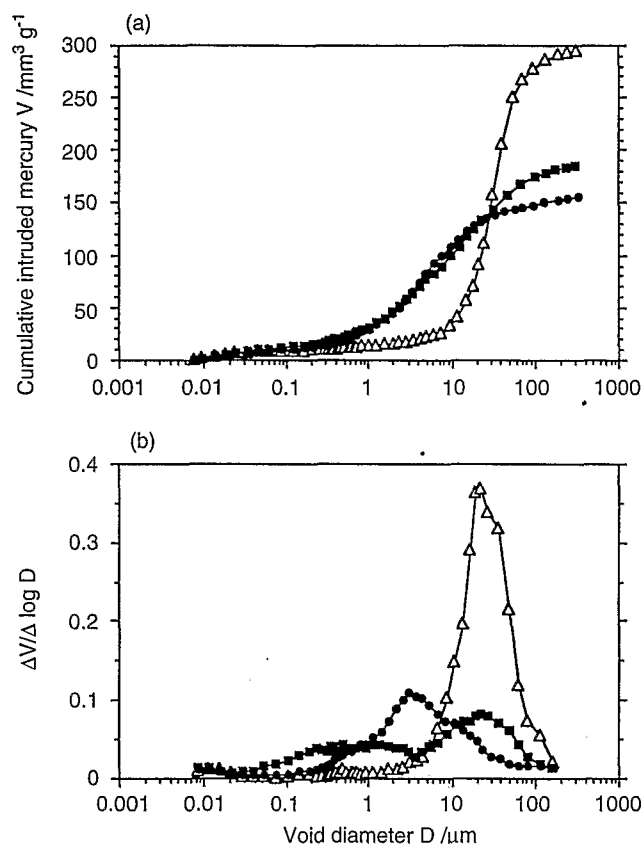 (a)
Cumulative intruded mercury V /mm³ g⁻¹
300
250
200
150
100
50
0
0.001 0.01 0.1 1 10 100 1000
(b)
ΔV/Δ log D
0.4
0.3
0.2
0.1
0
0.001 0.01 0.1 1 10 100 1000
Void diameter D /μm